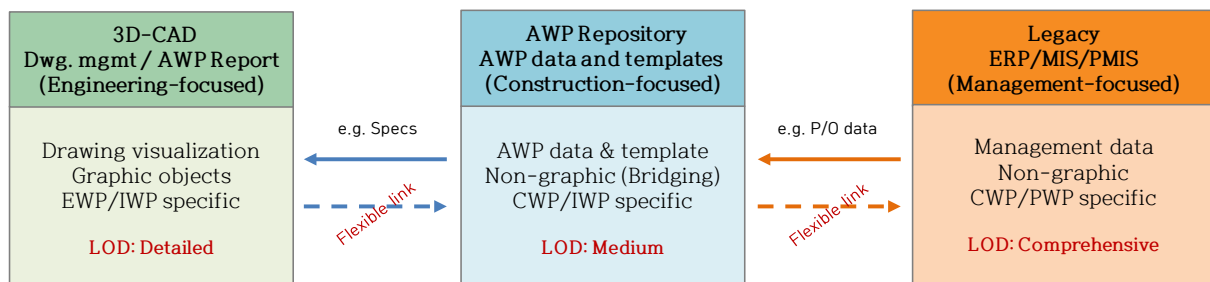 3D-CAD
Dwg. mgmt / AWP Report
(Engineering-focused)
Drawing visualization
Graphic objects
EWP/IWP specific
LOD: Detailed
e.g. Specs
Flexible link
AWP Repository
AWP data and templates
(Construction-focused)
AWP data & template
Non-graphic (Bridging)
CWP/IWP specific
LOD: Medium
e.g. P/O data
Flexible link
Legacy
ERP/MIS/PMIS
(Management-focused)
Management data
Non-graphic
CWP/PWP specific
LOD: Comprehensive